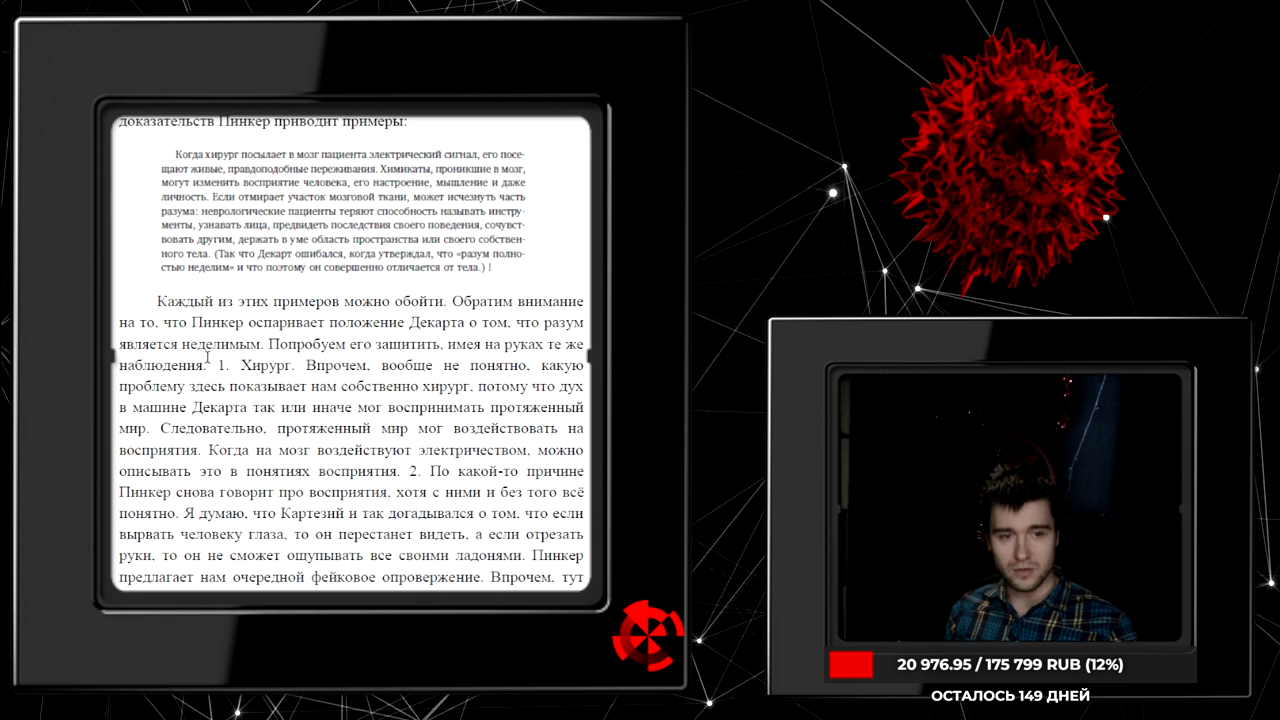 доказательств Пинкер приводит примеры:
Когда хирург посылает в мозг пациента электрический сигнал, его посе-
щают живые, правдоподобные переживания. Химикаты, проникшие в мозг,
могут изменить восприятие человека, его настроение, мышление и даже
личность. Если отмирает участок мозговой ткани, может исчезнуть часть
разума: неврологические пациенты теряют способность называть инстру-
менты, узнавать лица, предвидеть последствия своего поведения, сочувст-
вовать другим, держать в уме область пространства или своего собствен-
ного тела. (Так что Декарт ошибался, когда утверждал, что «разум полно-
стью неделим» и что поэтому он совершенно отличается от тела.)
Каждый из этих примеров можно обойти. Обратим внимание
на то, что Пинкер оспаривает положение Декарта о том, что разум
является неделимым. Попробуем его защитить, имея на руках те же
наблюдения. 1. Хирург. Впрочем, вообще не понятно, какую
проблему здесь показывает нам собственно хирург, потому что дух
в машине Декарта так или иначе мог воспринимать протяженный
мир. Следовательно, протяженный мир мог воздействовать на
восприятия. Когда на мозг воздействуют электричеством, можно
описывать это в понятиях восприятия. 2. По какой-то причине
Пинкер снова говорит про восприятия, хотя с ними и без того всё
понятно. Я думаю, что Картезий и так догадывался о том, что если
вырвать человеку глаза, то он перестанет видеть, а если отрезать
руки, то он не сможет ощупывать все своими ладонями. Пинкер
предлагает нам очередной фейковое опровержение. Впрочем, тут
20 976.95 / 175 799 RUB (12%)
ОСТАЛОСЬ 149 ДНЕЙ